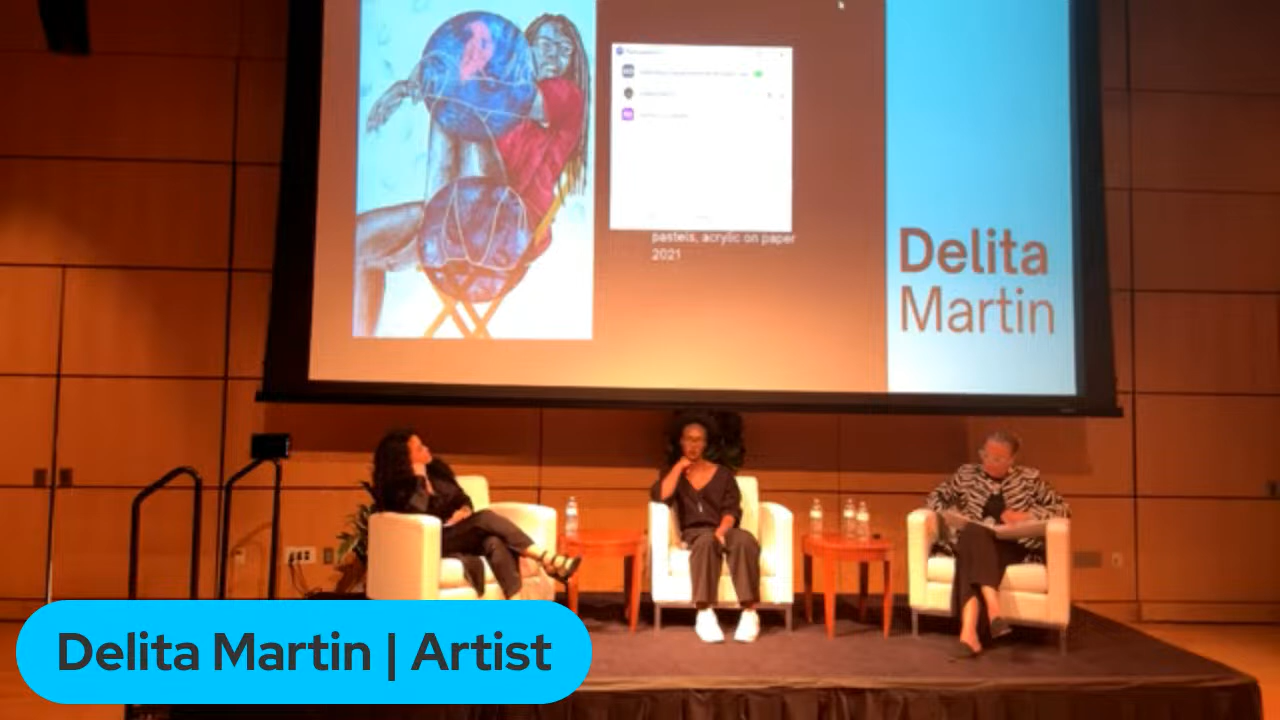 pastels, acrylic on paper
2021
Delita
Martin
Delita Martin | Artist